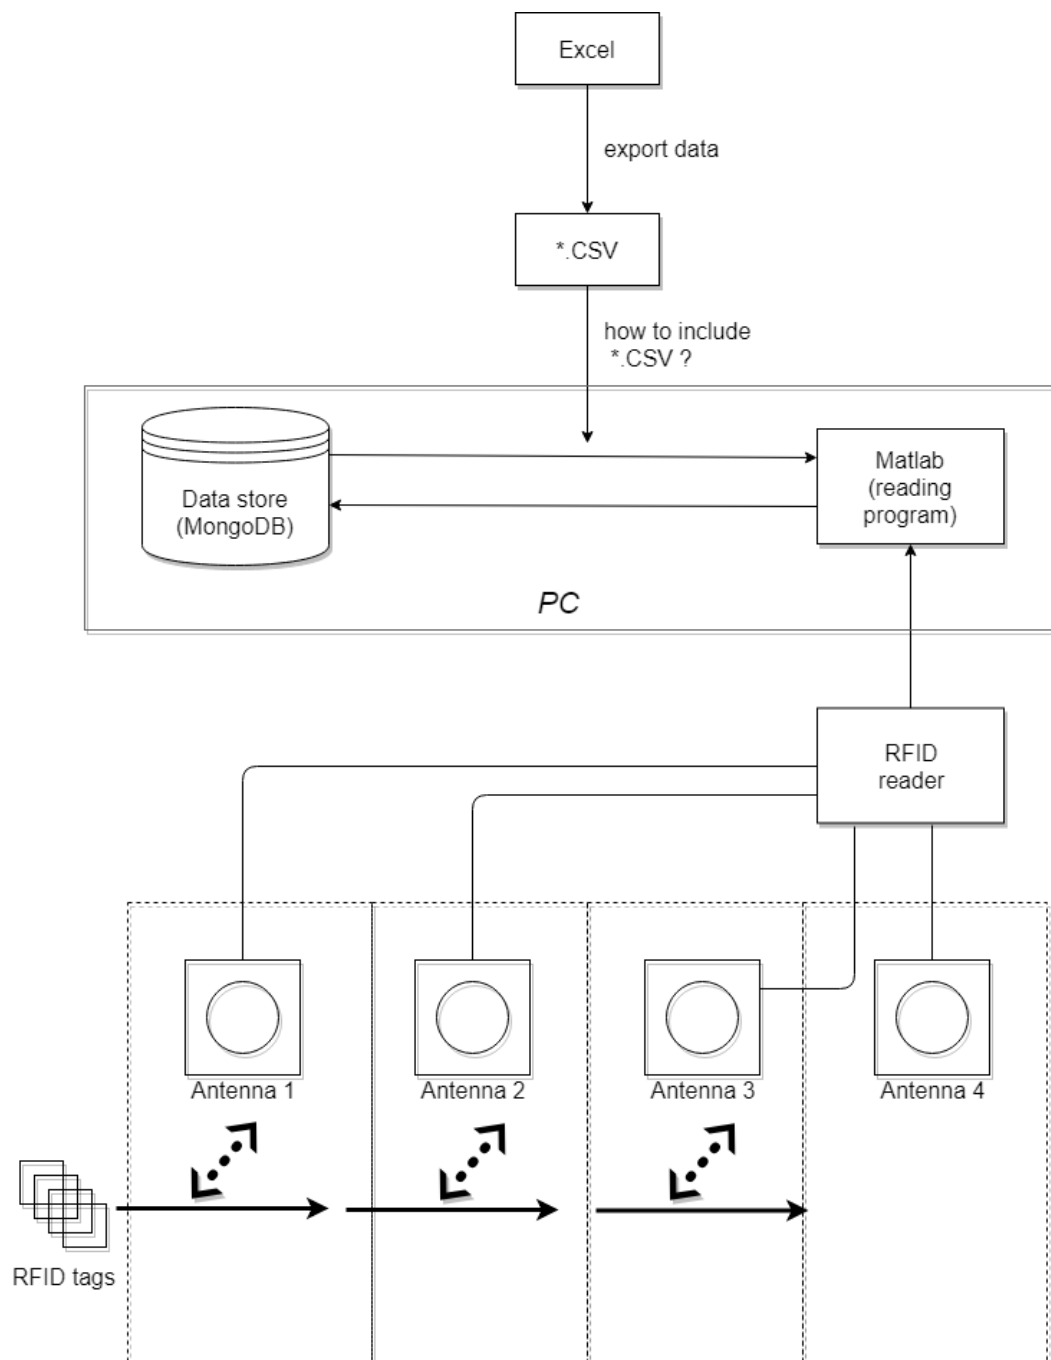 Excel
export data
*.CSV
how to include
*.CSV ?
Data store
(MongoDB)
Matlab
(reading
program)
PC
RFID
reader
Antenna 1
Antenna 2
Antenna 3
Antenna 4
RFID tags